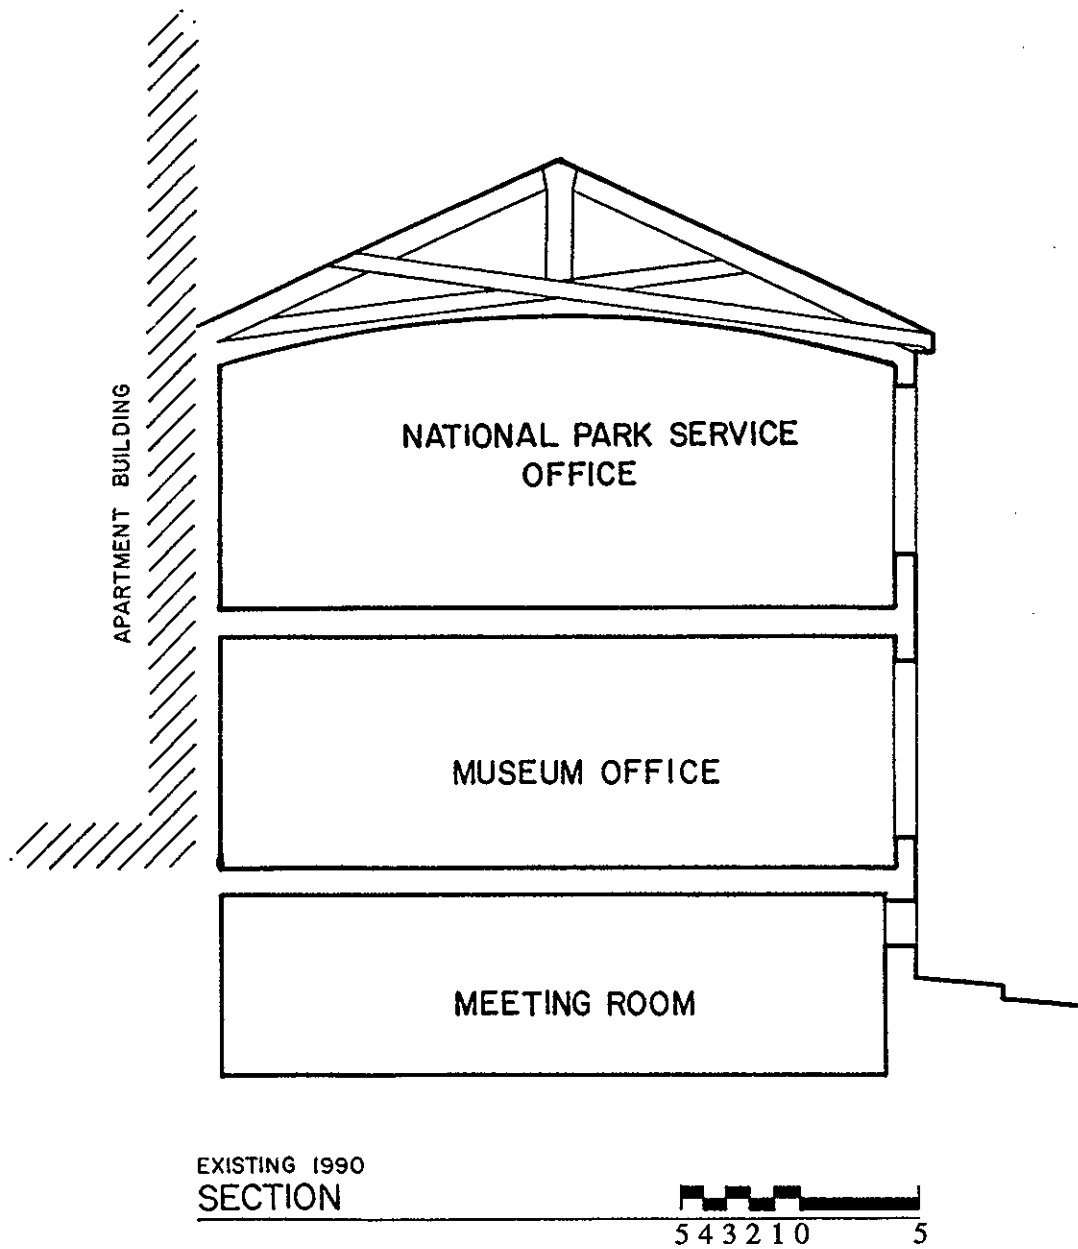 APARTMENT BUILDING
NATIONAL PARK SERVICE
OFFICE
MUSEUM OFFICE
MEETING ROOM
EXISTING 1990
SECTION
5 4 3 2 1 0 5